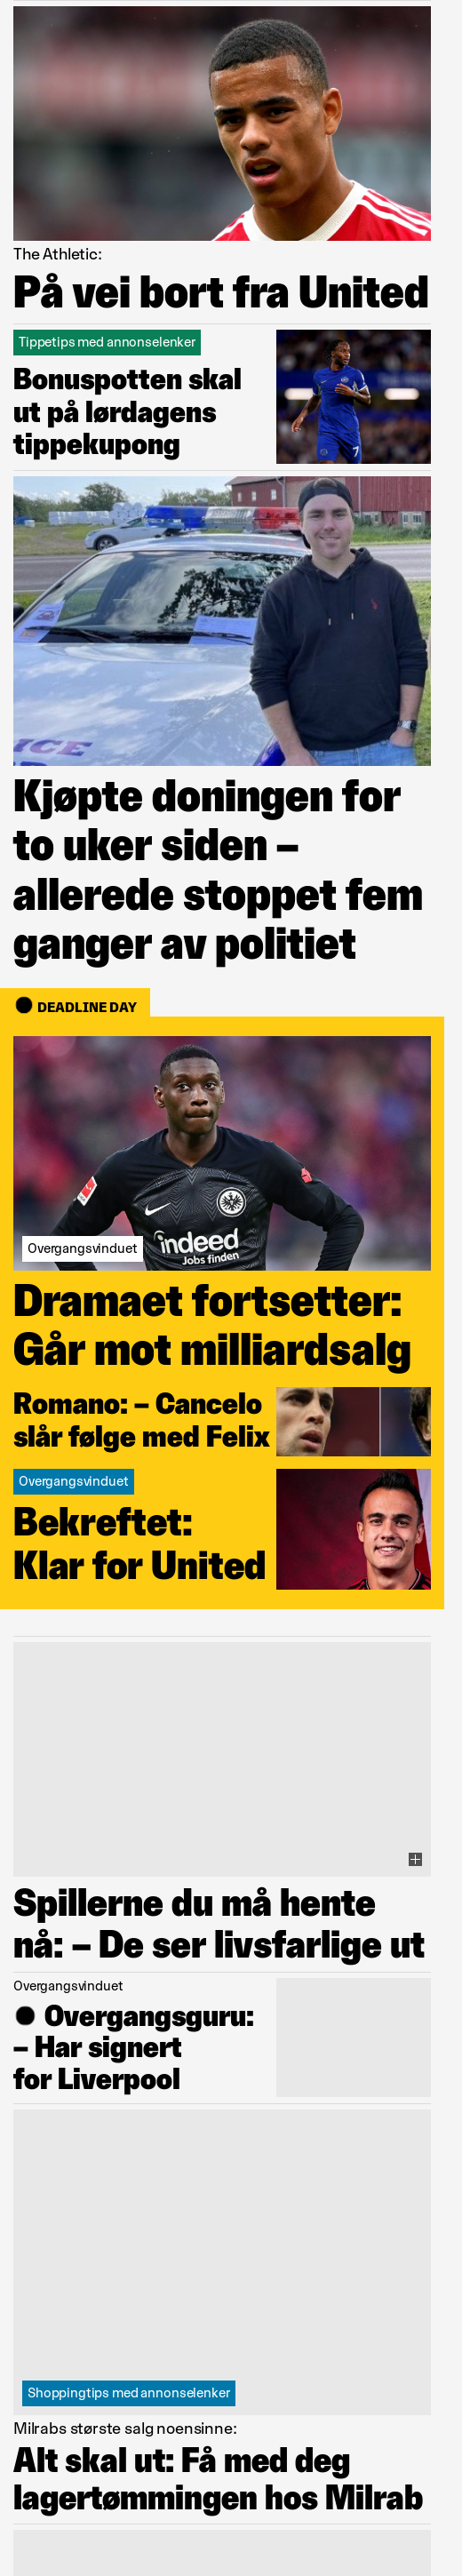 The Athletic:
På vei bort fra United
Tippetips med annonselenker
Bonuspotten skal
ut på lørdagens
tippekupong
7
ICE
Kjøpte doningen for
to uker siden –
allerede stoppet fem
ganger av politiet
DEADLINE DAY
indeed
Jobs finden
Overgangsvinduet
Dramaet fortsetter:
Går mot milliardsalg
Romano: – Cancelo
slår følge med Felix
Overgangsvinduet
Bekreftet:
Klar for United
Spillerne du må hente
nå: – De ser livsfarlige ut
Overgangsvinduet
Overgangsguru:
– Har signert
for Liverpool
Shoppingtips med annonselenker
Milrabs største salg noensinne:
Alt skal ut: Få med deg
lagertømmingen hos Milrab